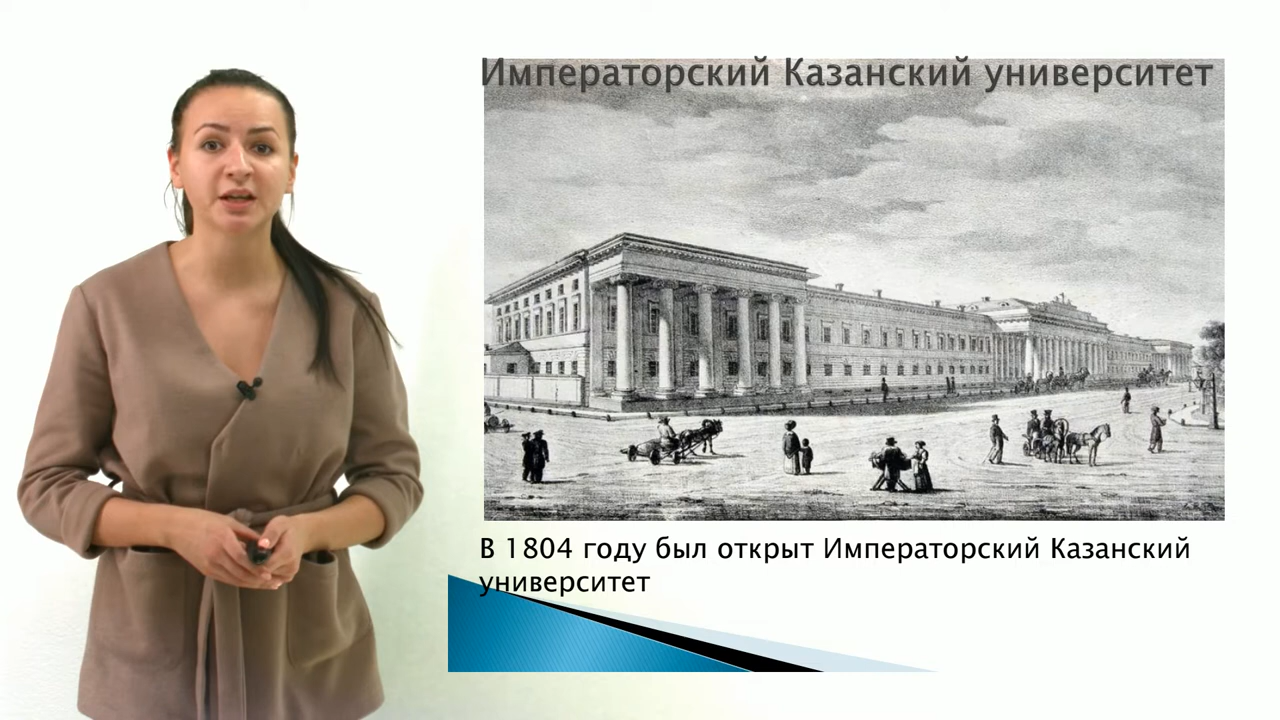 Императорский Казанский университет
В 1804 году был открыт Императорский Казанский
университет